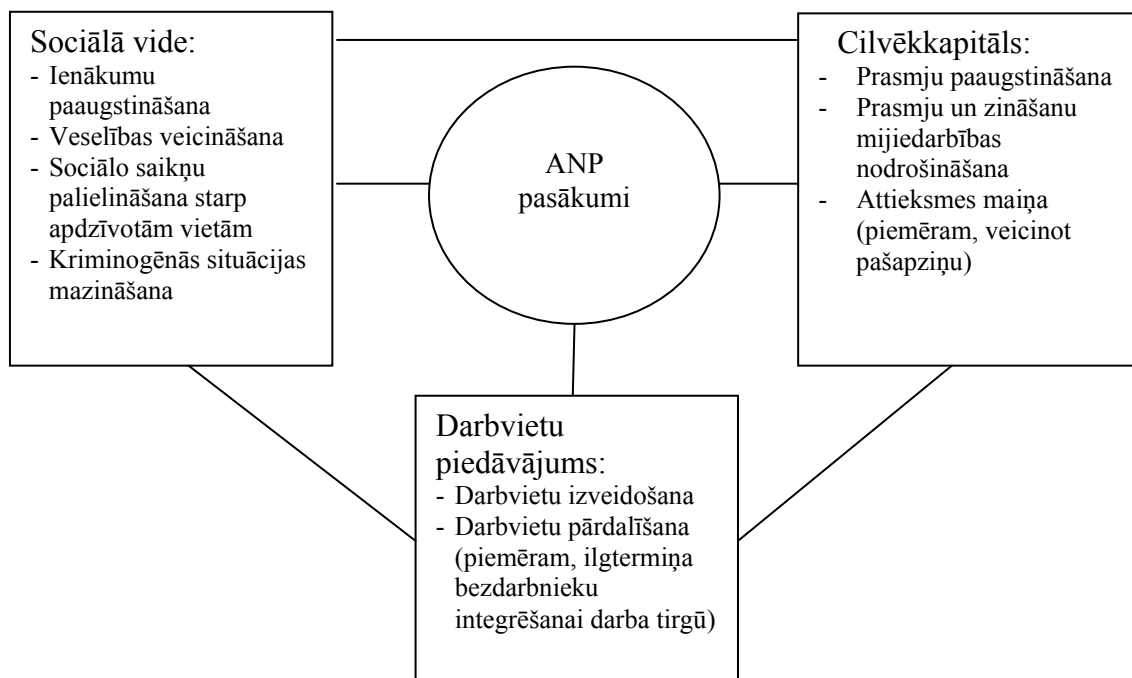 Sociālā vide:
- Ienākumu
paaugstināšana
- Veselības veicināšana
- Sociālo saikņu
palielināšana starp
apdzīvotām vietām
- Kriminogēnās situācijas
mazināšana
ANP
pasākumi
Cilvēkkapitāls:
- Prasmju paaugstināšana
- Prasmju un zināšanu
mijiedarbības
nodrošināšana
- Attieksmes maiņa
(piemēram, veicinot
pašapziņu)
Darbvietu
piedāvājums:
- Darbvietu izveidošana
- Darbvietu pārdalīšana
(piemēram, ilgtermiņa
bezdarbnieku
integrēšanai darba tirgū)